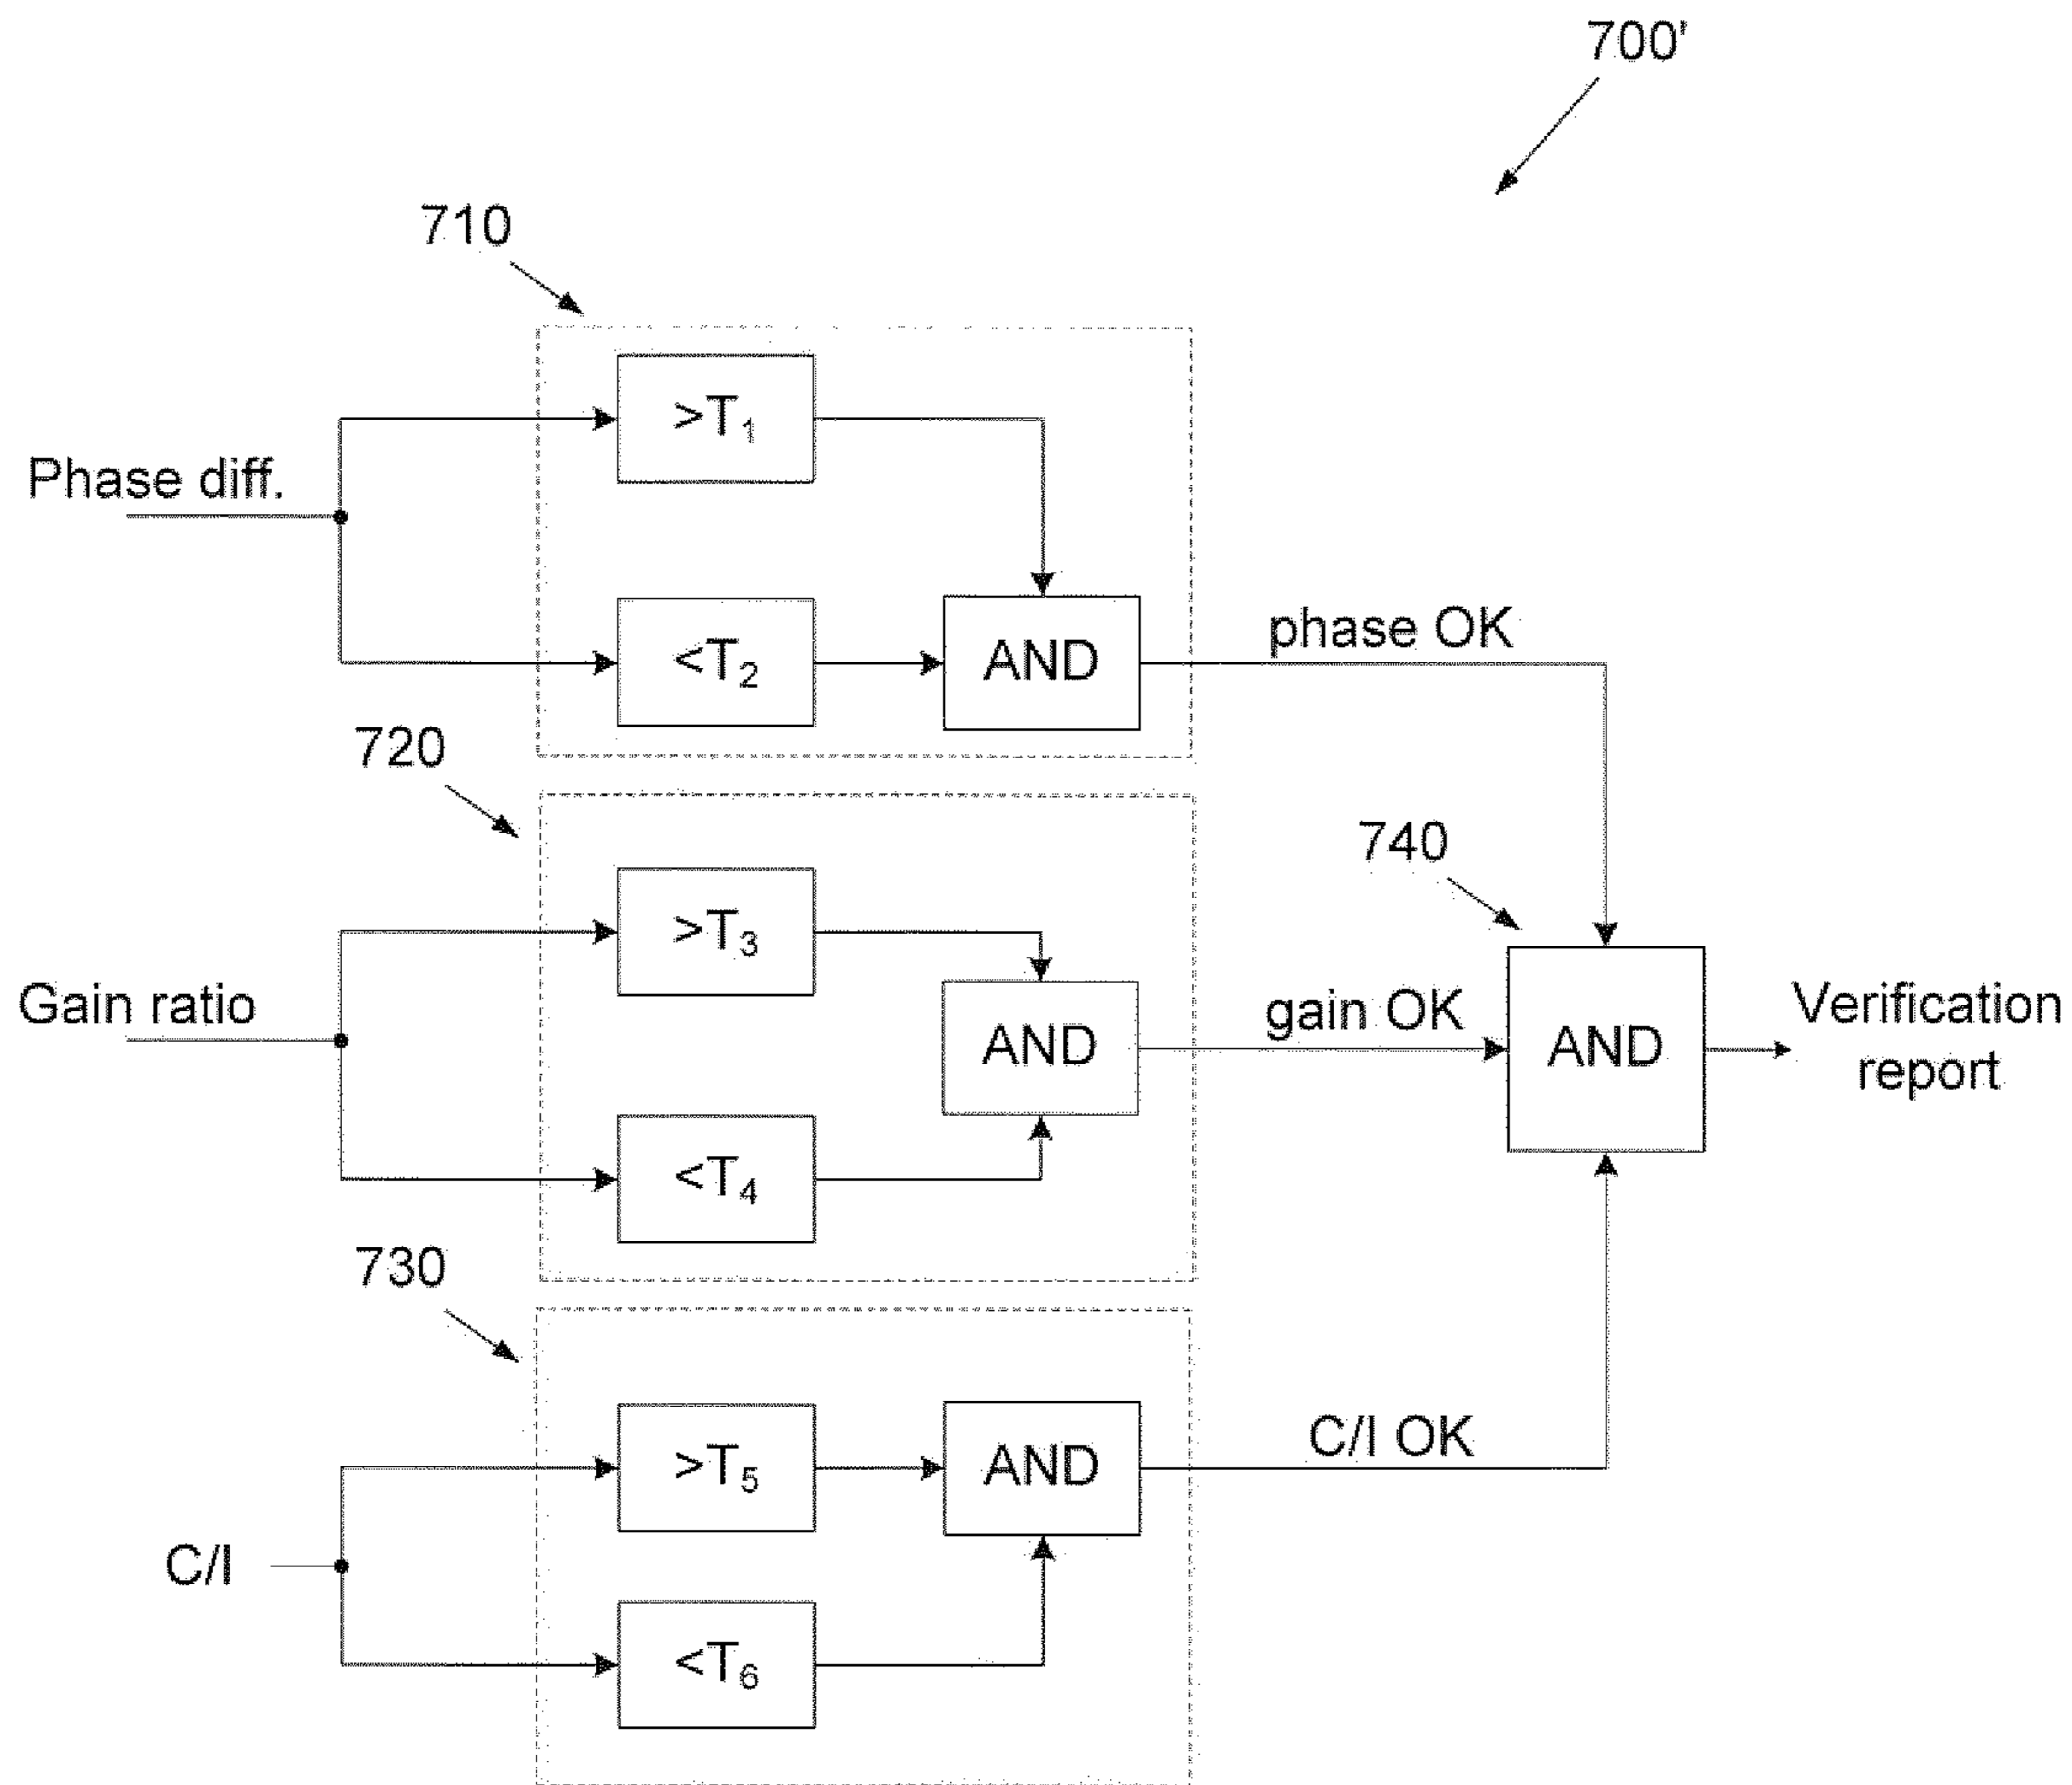 700'
710
>T1
Phase diff.
<T2
AND
phase OK
720
740
>T3
Gain ratio
AND
gain OK
AND
Verification
report
<T4
730
>T5
AND
C/I OK
C/I
<T6